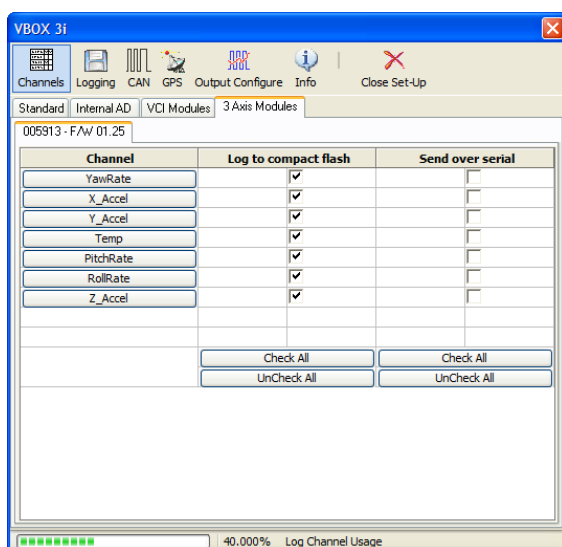 VBOX 3i
Channels Logging CAN GPS Output Configure Info Close Set-Up
Standard Internal AD VCI Modules 3 Axis Modules
005913 - F/W 01.25
Channel Log to compact flash Send over serial
YawRate
X_Accel
Y_Accel
Temp
PitchRate
RollRate
Z_Accel
Check All Check All
UnCheck All UnCheck All
40.000% Log Channel Usage